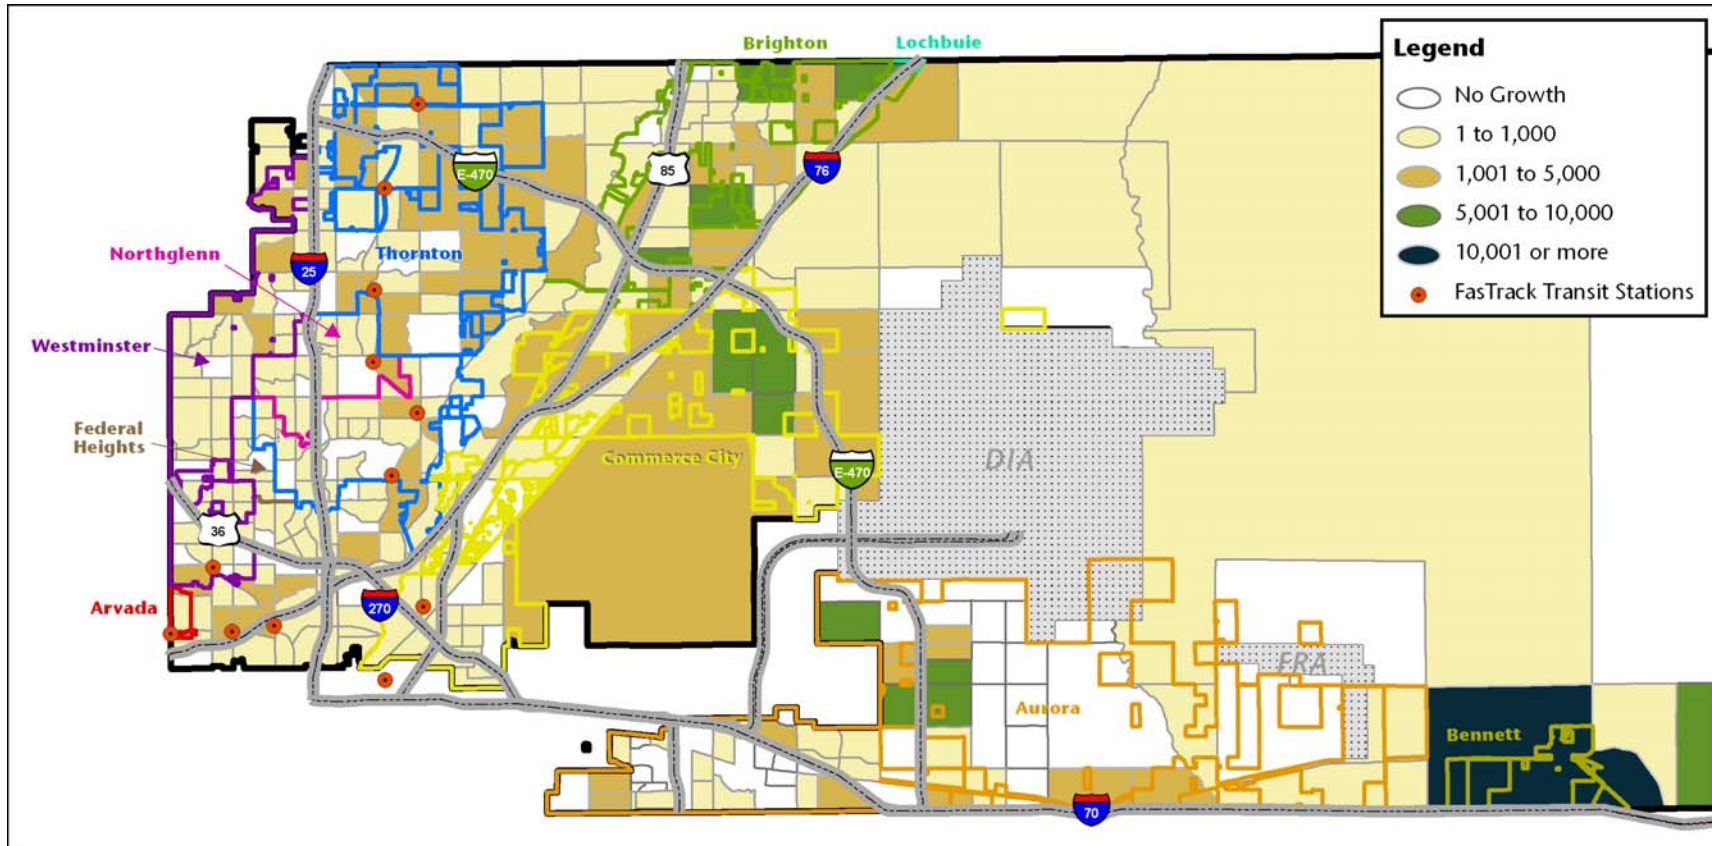 Brighton
Lochbuie
Legend
No Growth
1 to 1,000
1,001 to 5,000
5,001 to 10,000
10,001 or more
FasTrack Transit Stations
E-470
85
76
Northglenn
Thornton
25
Westminster
Federal
Heights
Commerce City
DIA
E-470
36
Arvada
270
FRA
Aurora
Bennett
70